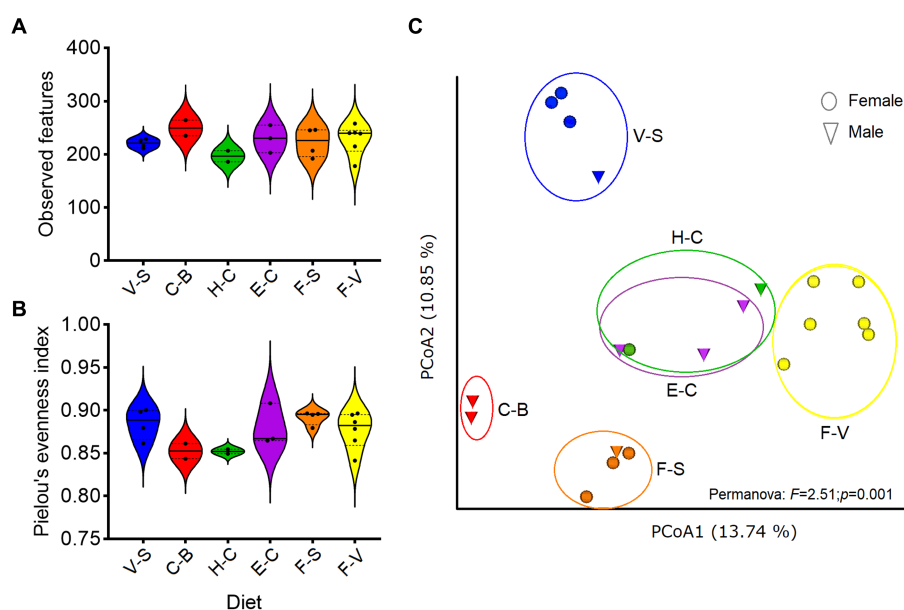 A
Observed features
400
300
200
100
0
V-S
C-B
H-C
E-C
F-S
F-V
B
Pielou's evenness index
1.00
0.95
0.90
0.85
0.80
0.75
V-S
C-B
H-C
E-C
F-S
F-V
Diet
C
Female
Male
V-S
H-C
E-C
C-B
F-S
F-V
PCoA2 (10.85 %)
Permanova: F=2.51;p=0.001
PCoA1 (13.74 %)